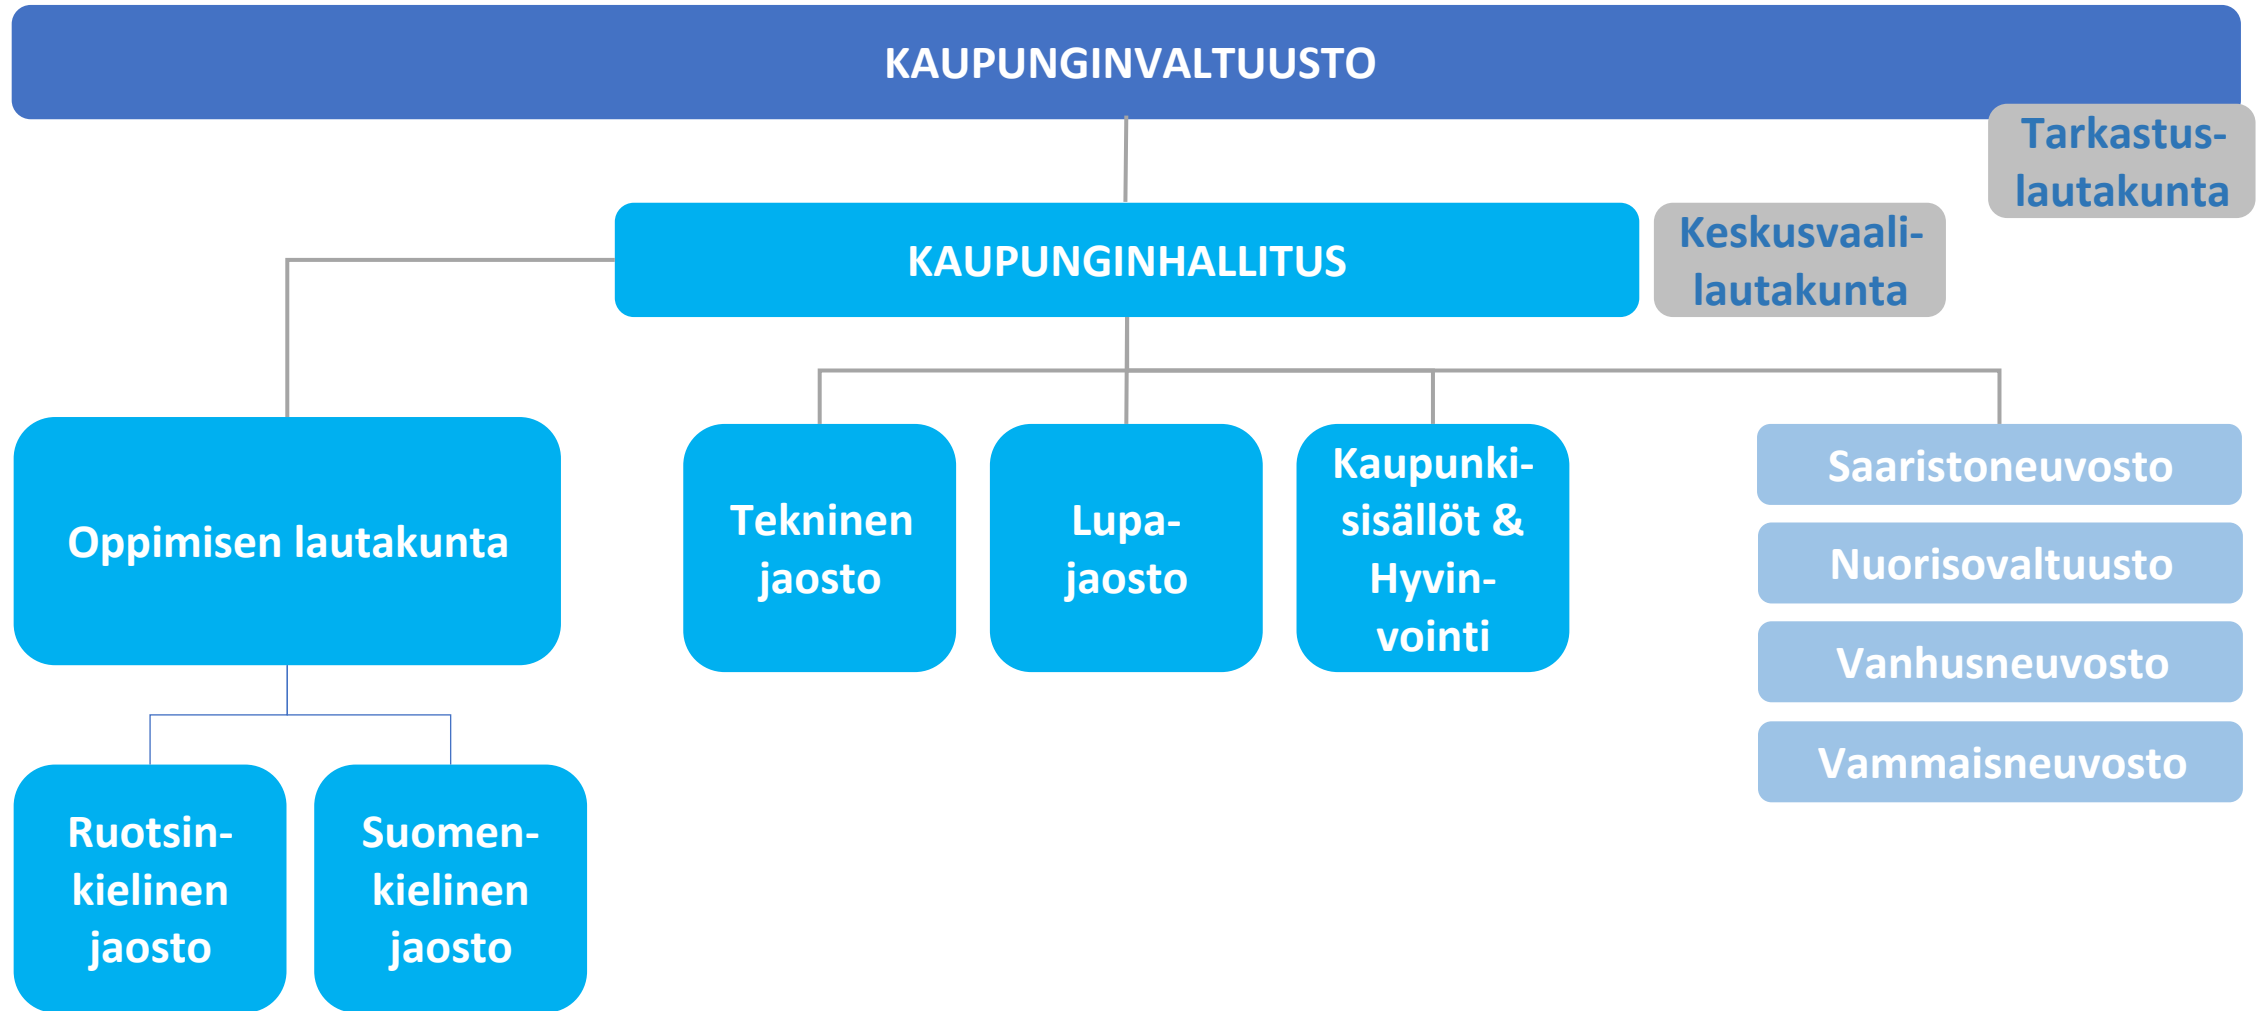 KAUPUNGINVALTUUSTO
Tarkastus-
lautakunta
KAUPUNGINHALLITUS
Keskusvaali-
lautakunta
Oppimisen lautakunta
Tekninen
jaosto
Lupa-
jaosto
Kaupunki-
sisällöt &
Hyvin-
vointi
Saaristoneuvosto
Nuorisovaltuusto
Vanhusneuvosto
Vammaisneuvosto
Ruotsin-
kielinen
jaosto
Suomen-
kielinen
jaosto